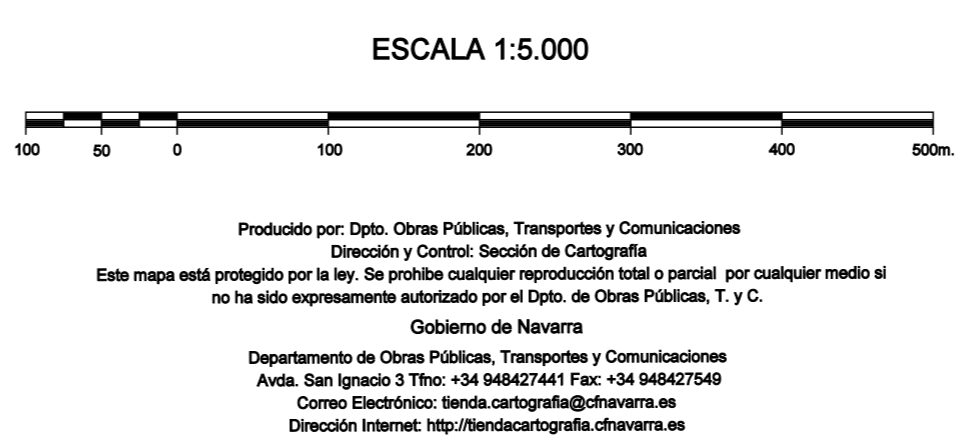 ESCALA 1:5.000
100 50 0 100 200 300 400 500m.
Producido por: Dpto. Obras Públicas, Transportes y Comunicaciones
Dirección y Control: Sección de Cartografía
Este mapa está protegido por la ley. Se prohibe cualquier reproducción total o parcial por cualquier medio si
no ha sido expresamente autorizado por el Dpto. de Obras Públicas, T. y C.
Gobierno de Navarra
Departamento de Obras Públicas, Transportes y Comunicaciones
Avda. San Ignacio 3 Tfno: +34 948427441 Fax: +34 948427549
Correo Electrónico: tienda.cartografia@cfnavarra.es
Dirección Internet: http://tiendacartografia.cfnavarra.es